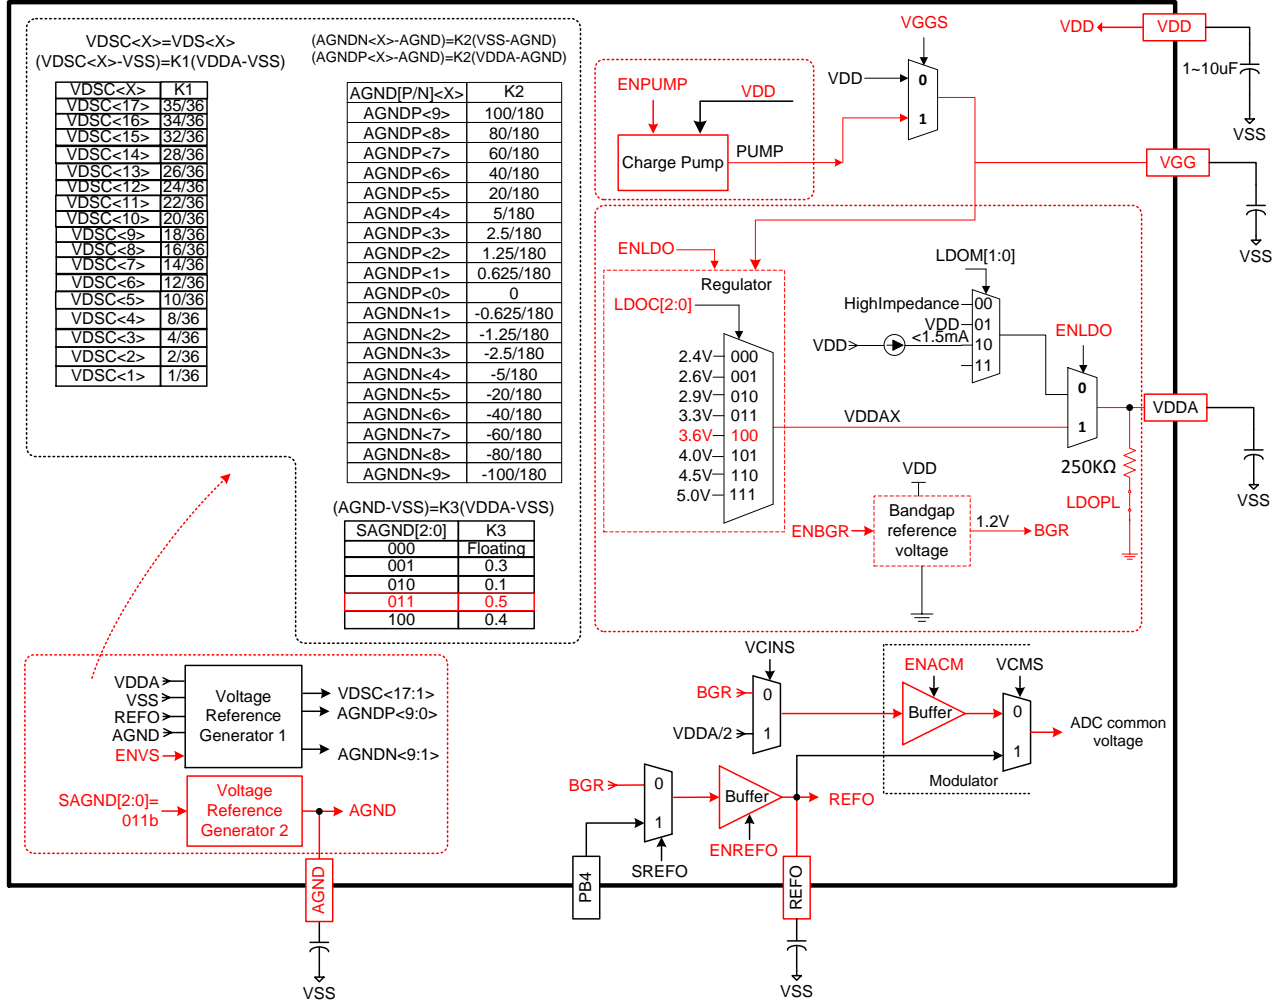 VDSC<X>=VDS<X>
(VDSC<X>-VSS)=K1(VDDA-VSS)
VDSC<X> K1
VDSC<17> 35/36
VDSC<16> 34/36
VDSC<15> 32/36
VDSC<14> 28/36
VDSC<13> 26/36
VDSC<12> 24/36
VDSC<11> 22/36
VDSC<10> 20/36
VDSC<9> 18/36
VDSC<8> 16/36
VDSC<7> 14/36
VDSC<6> 12/36
VDSC<5> 10/36
VDSC<4> 8/36
VDSC<3> 4/36
VDSC<2> 2/36
VDSC<1> 1/36
(AGNDN<X>-AGND)=K2(VSS-AGND)
(AGNDP<X>-AGND)=K2(VDDA-AGND)
AGND[P/N]<X> K2
AGNDP<9> 100/180
AGNDP<8> 80/180
AGNDP<7> 60/180
AGNDP<6> 40/180
AGNDP<5> 20/180
AGNDP<4> 5/180
AGNDP<3> 2.5/180
AGNDP<2> 1.25/180
AGNDP<1> 0.625/180
AGNDP<0> 0
AGNDN<1> -0.625/180
AGNDN<2> -1.25/180
AGNDN<3> -2.5/180
AGNDN<4> -5/180
AGNDN<5> -20/180
AGNDN<6> -40/180
AGNDN<7> -60/180
AGNDN<8> -80/180
AGNDN<9> -100/180
(AGND-VSS)=K3(VDDA-VSS)
SAGND[2:0] K3
000 Floating
001 0.3
010 0.1
011 0.5
100 0.4
VGGS
VDD
0
1
ENPUMP
VDD
Charge Pump
PUMP
VDD
VDD
1~10uF
VSS
VGG
VSS
ENLDO
Regulator
LDOC[2:0]
2.4V 000
2.6V 001
2.9V 010
3.3V 011
3.6V 100
4.0V 101
4.5V 110
5.0V 111
LDOM[1:0]
HighImpedance 00
VDD 01
VDD <1.5mA 10
11
ENLDO
0
1
VDDAX
VDDA
VSS
250KΩ
LDOPL
VDD
ENBGR
Bandgap
reference
voltage
1.2V
BGR
VDDA
VSS
REFO
AGND
ENVS
Voltage
Reference
Generator 1
VDSC<17:1>
AGNDP<9:0>
AGNDN<9:1>
SAGND[2:0]=
011b
Voltage
Reference
Generator 2
AGND
AGND
VSS
VCINS
BGR 0
VDDA/2 1
ENACM
Buffer
VCMS
0
1
ADC common
voltage
Modulator
BGR 0
1
SREFO
PB4
Buffer
ENREFO
REFO
REFO
VSS